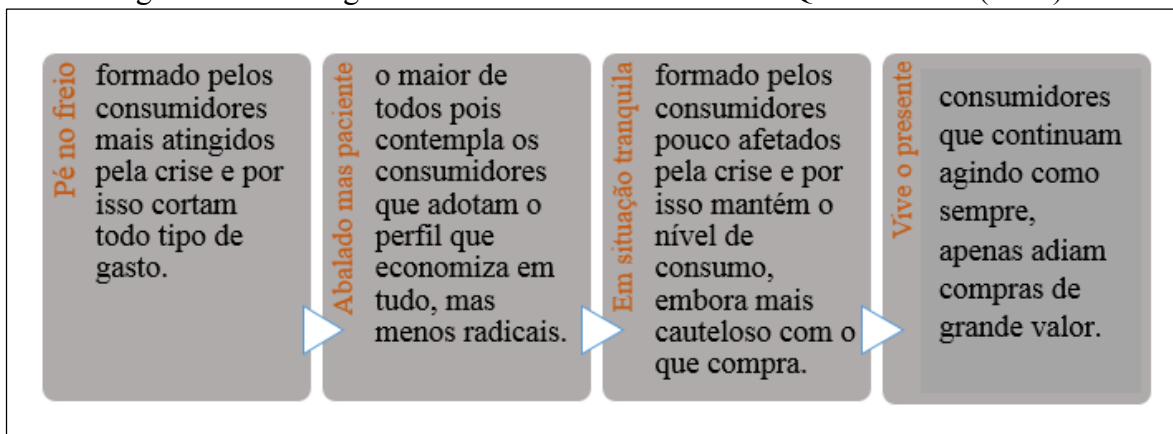 Pé no freio
formado pelos
consumidores
mais atingidos
pela crise e por
isso cortam
todo tipo de
gasto.
Abalado mas paciente
o maior de
todos pois
contempla os
consumidores
que adotam o
perfil que
economiza em
tudo, mas
menos radicais.
Em situação tranquila
formado pelos
consumidores
pouco afetados
pela crise e por
isso mantém o
nível de
consumo,
embora mais
cauteloso com o
que compra.
Vive o presente
consumidores
que continuam
agindo como
sempre,
apenas adiam
compras de
grande valor.